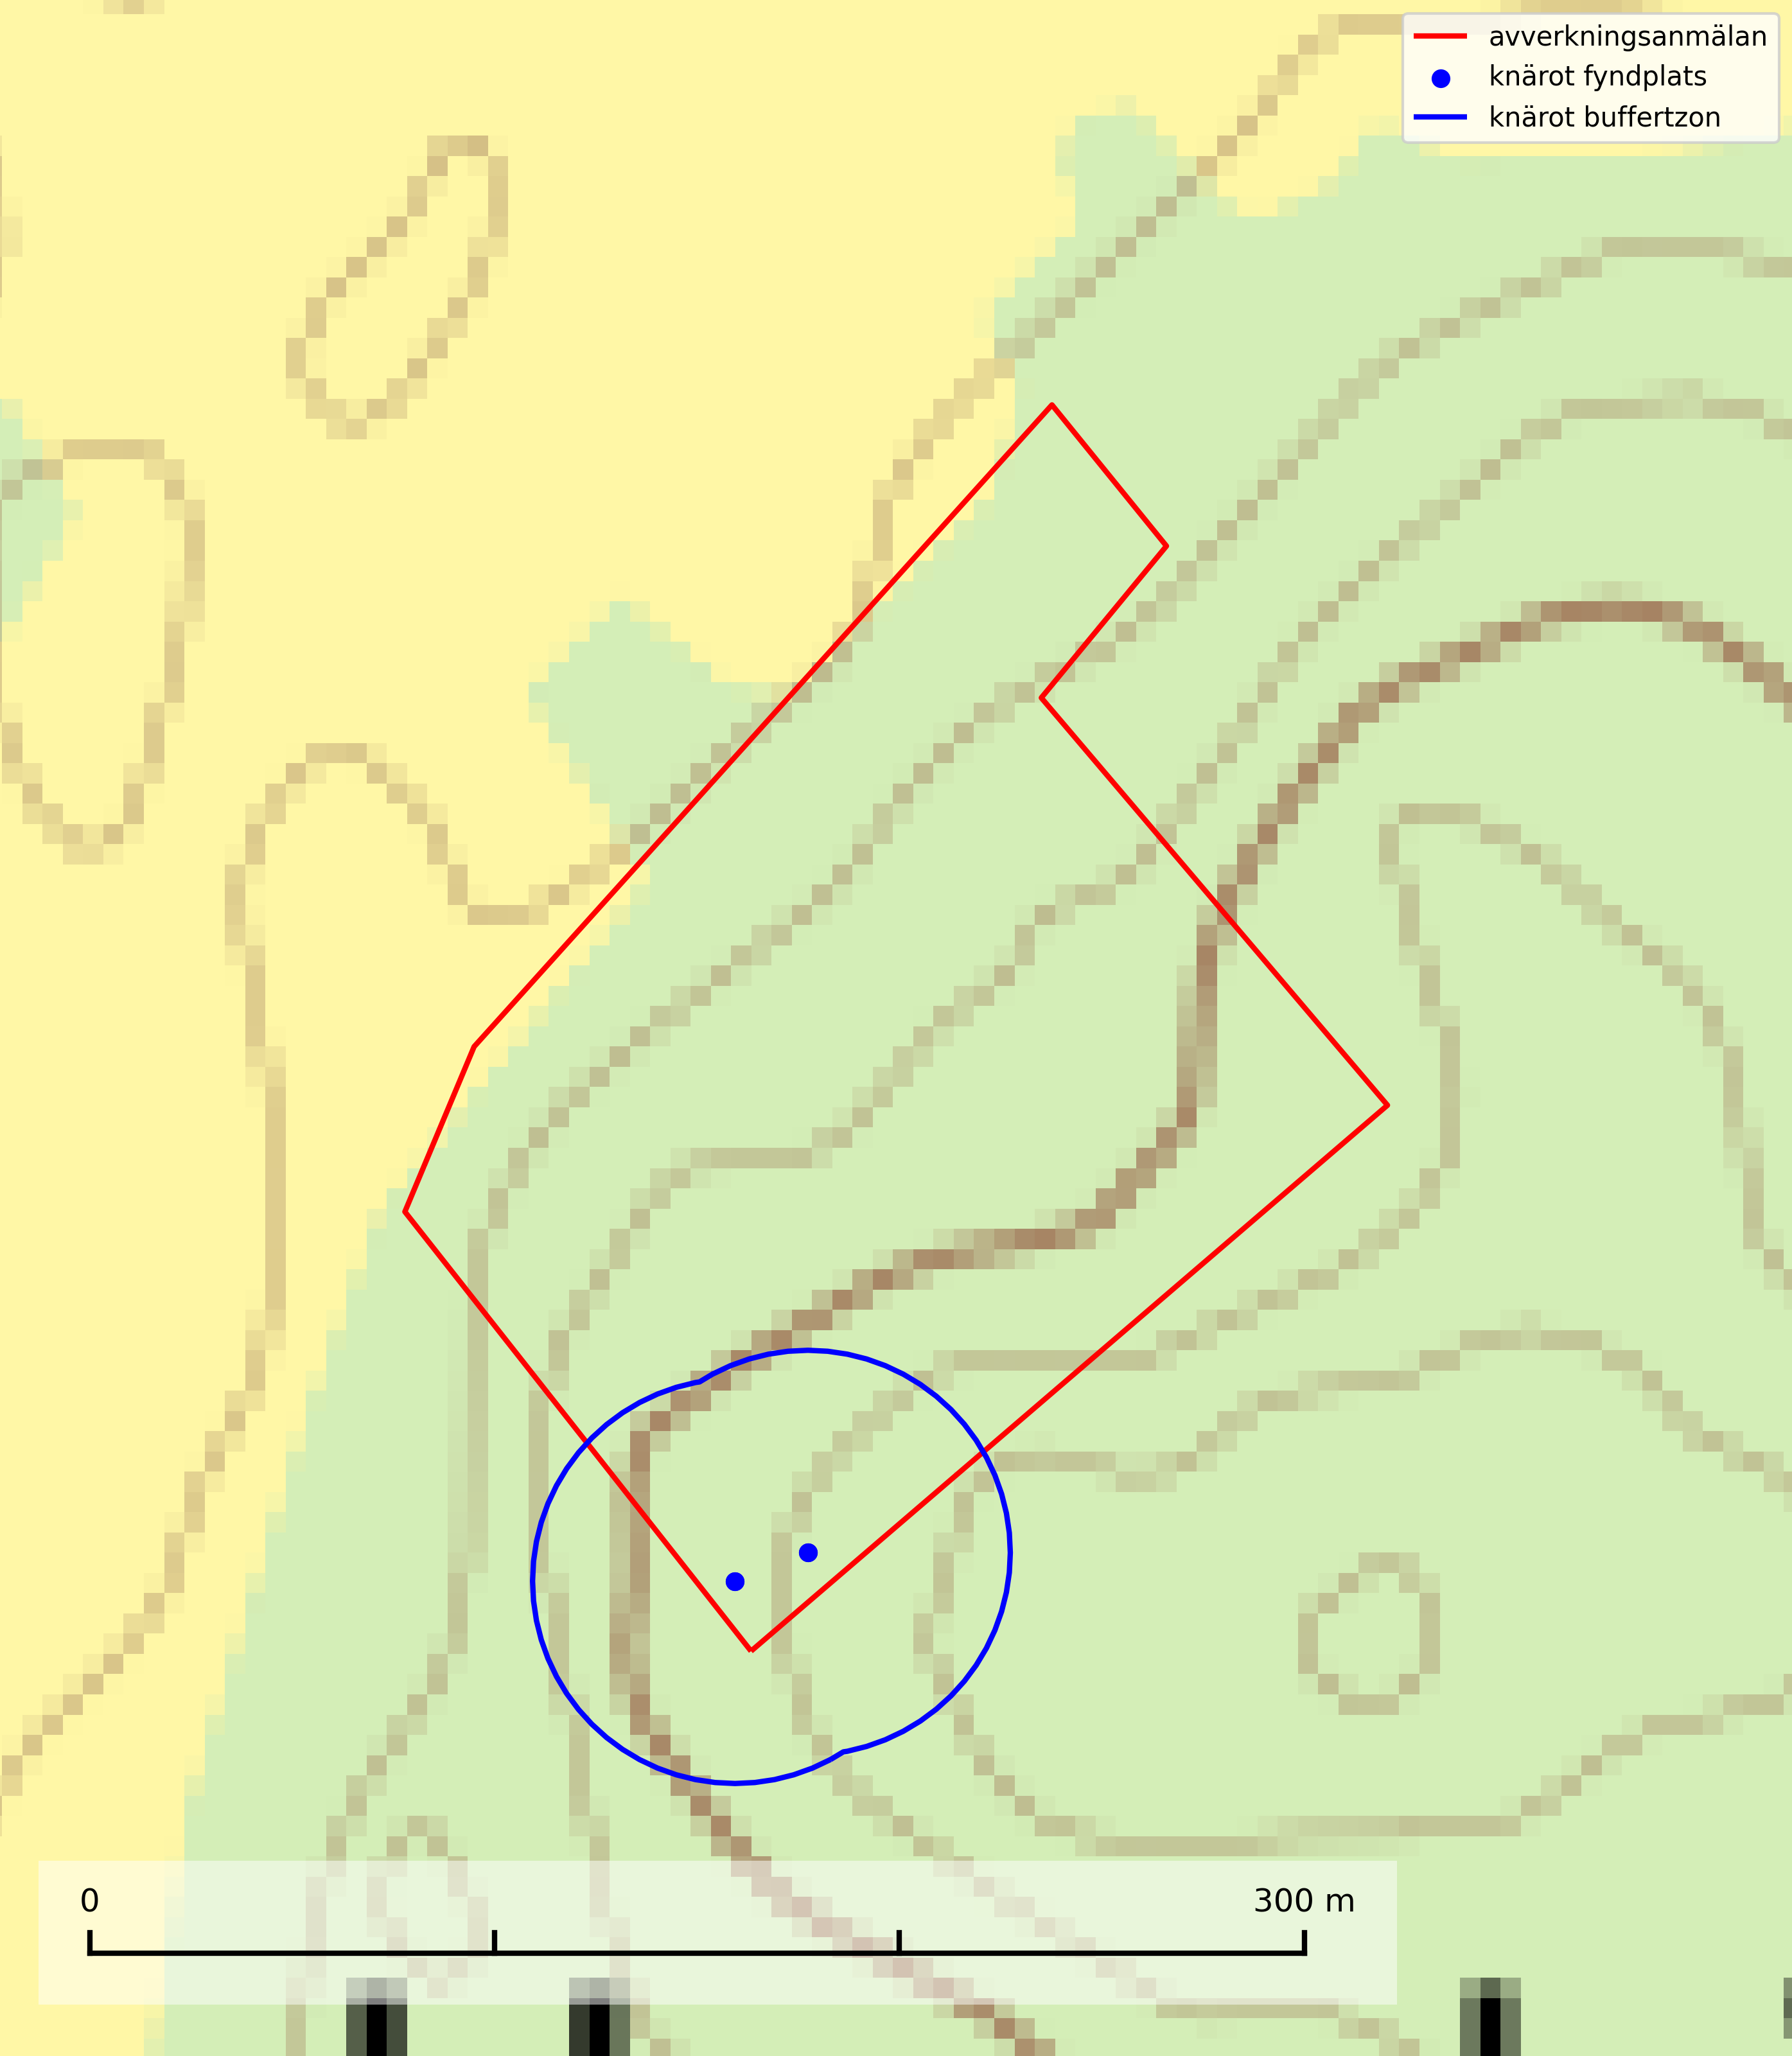 avverkningsanmälan
knärot fyndplats
knärot buffertzon
0
300 m